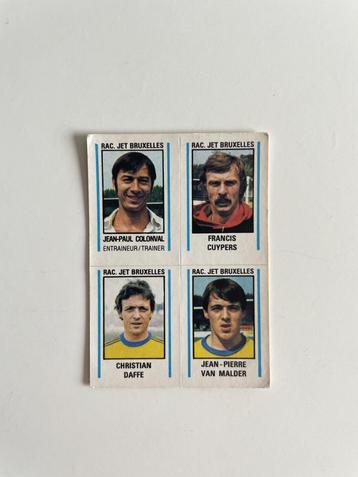 RAC. JET BRUXELLES
JEAN-PAUL COLONVAL
ENTRAINEUR/TRAINER
RAC. JET BRUXELLES
FRANCIS
CUYPERS
RAC. JET BRUXELLES
CHRISTIAN
DAFFE
RAC. JET BRUXELLES
JEAN-PIERRE
VAN MALDER